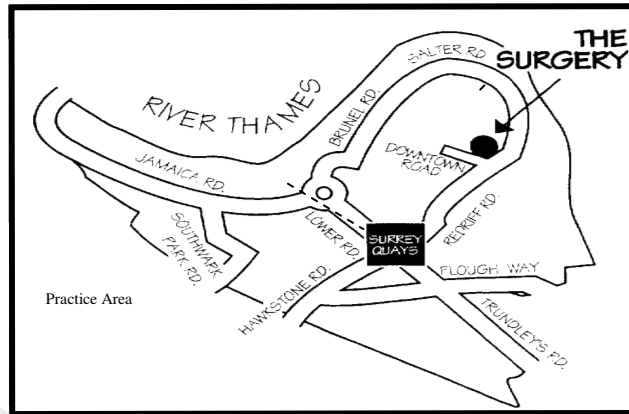 THE
SURGERY
SALTER RD
RIVER THAMES
BRUNEL RD.
DOWNTOWN
ROAD
JAMAICA RD.
REDRIFF RD.
LOWER RD.
SURREY
QUAYS
SOUTHWARK
PARK RD.
PLOUGH WAY
HAWKSTONE RD.
Practice Area
TRUNDLEY'S RD.